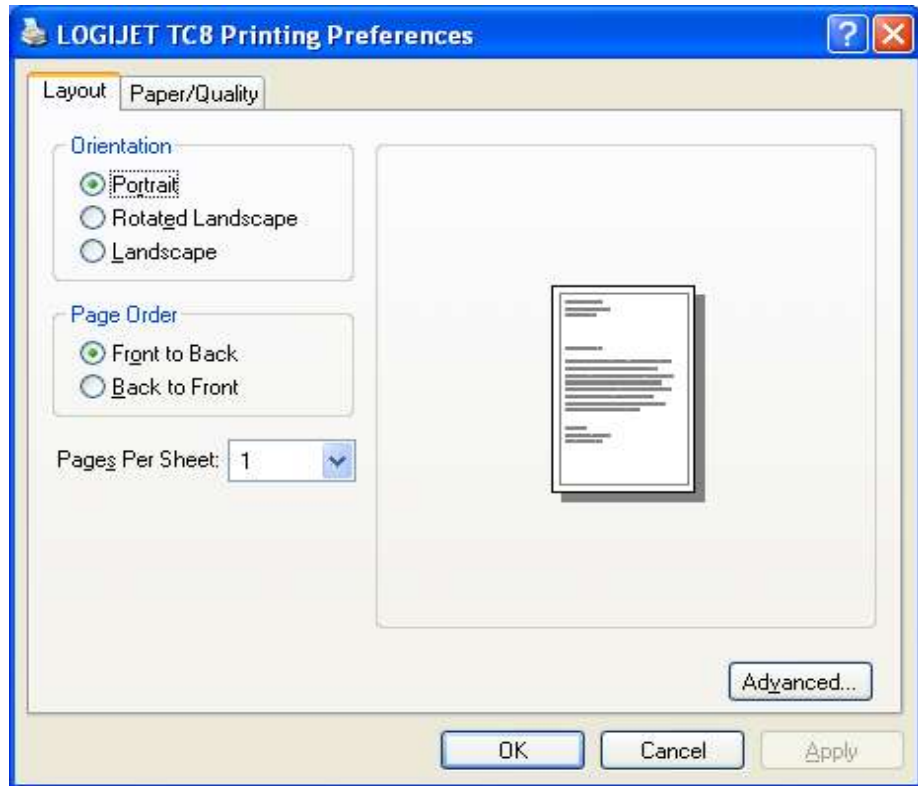 LOGIJET TC8 Printing Preferences
Layout
Paper/Quality
Orientation
Portrait
Rotated Landscape
Landscape
Page Order
Front to Back
Back to Front
Pages Per Sheet: 1
Advanced...
OK
Cancel
Apply